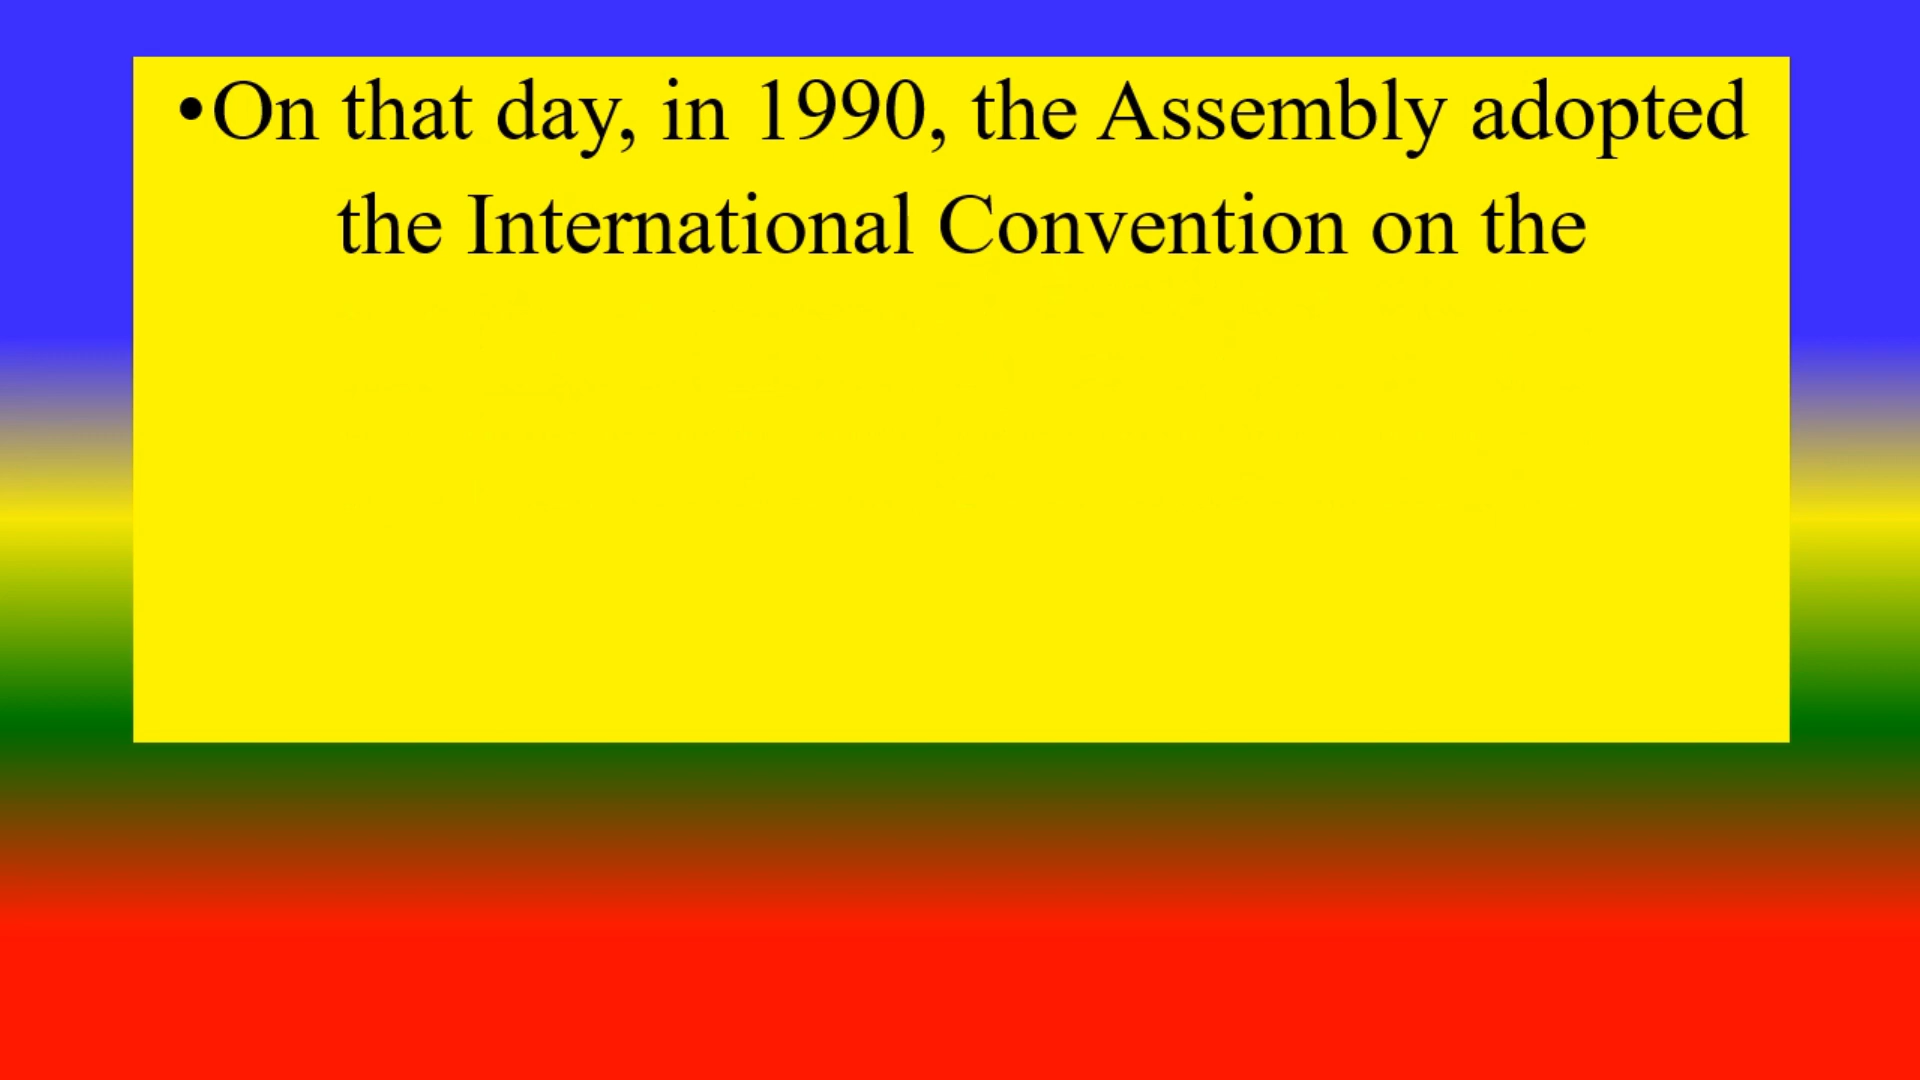 •On that day, in 1990, the Assembly adopted
the International Convention on the